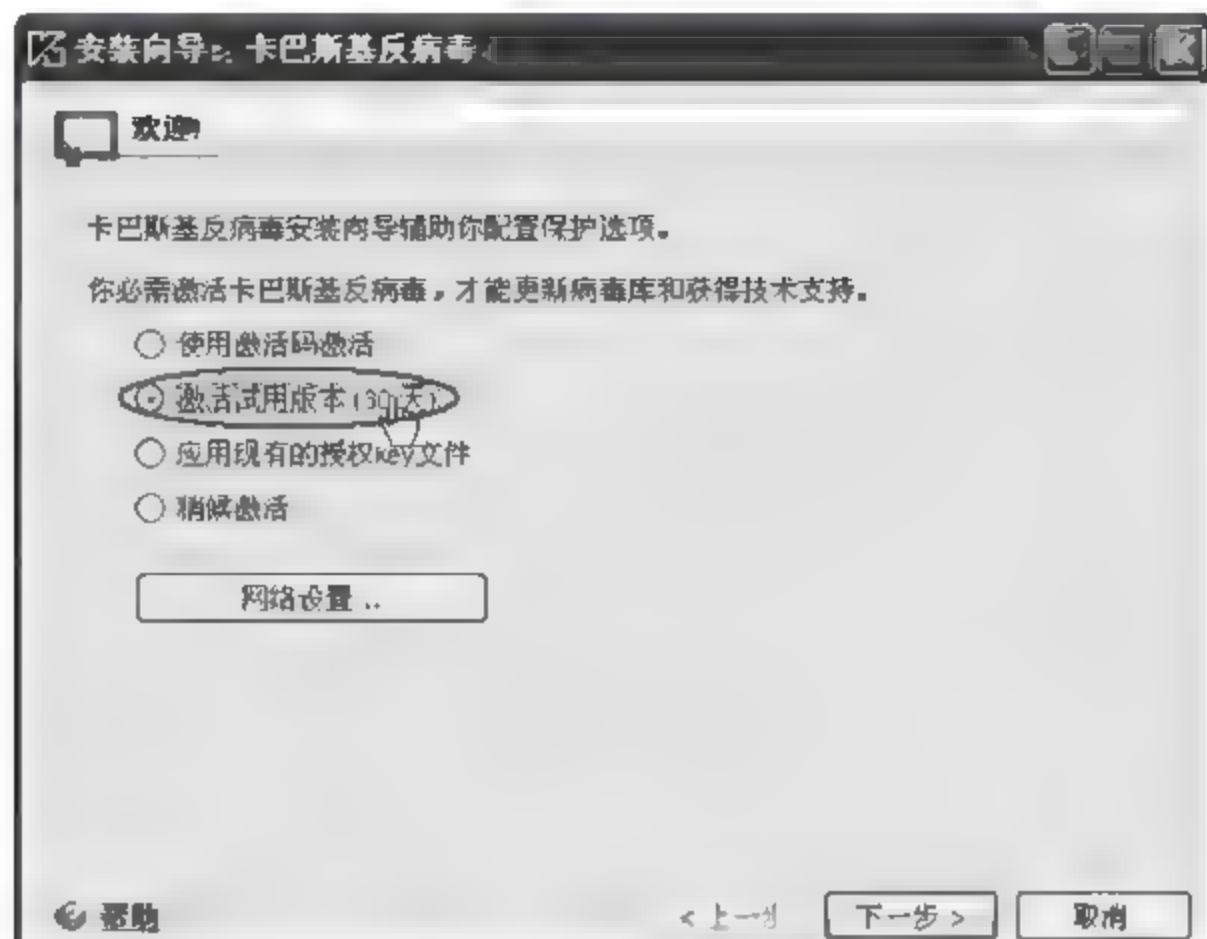 安装向导: 卡巴斯基反病毒
欢迎!
卡巴斯基反病毒安装向导辅助你配置保护选项。
你必需激活卡巴斯基反病毒,才能更新病毒库和获得技术支持。
使用激活码激活
激活试用版本(30 天)
应用现有的授权key文件
稍候激活
网络设置...
帮助
< 上一步
下一步 >
取消